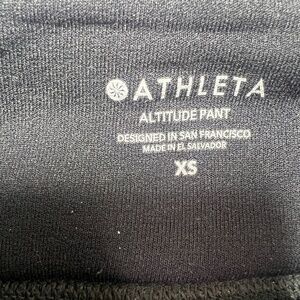 ATHLETA
ALTITUDE PANT
DESIGNED IN SAN FRANCISCO
MADE IN EL SALVADOR
XS